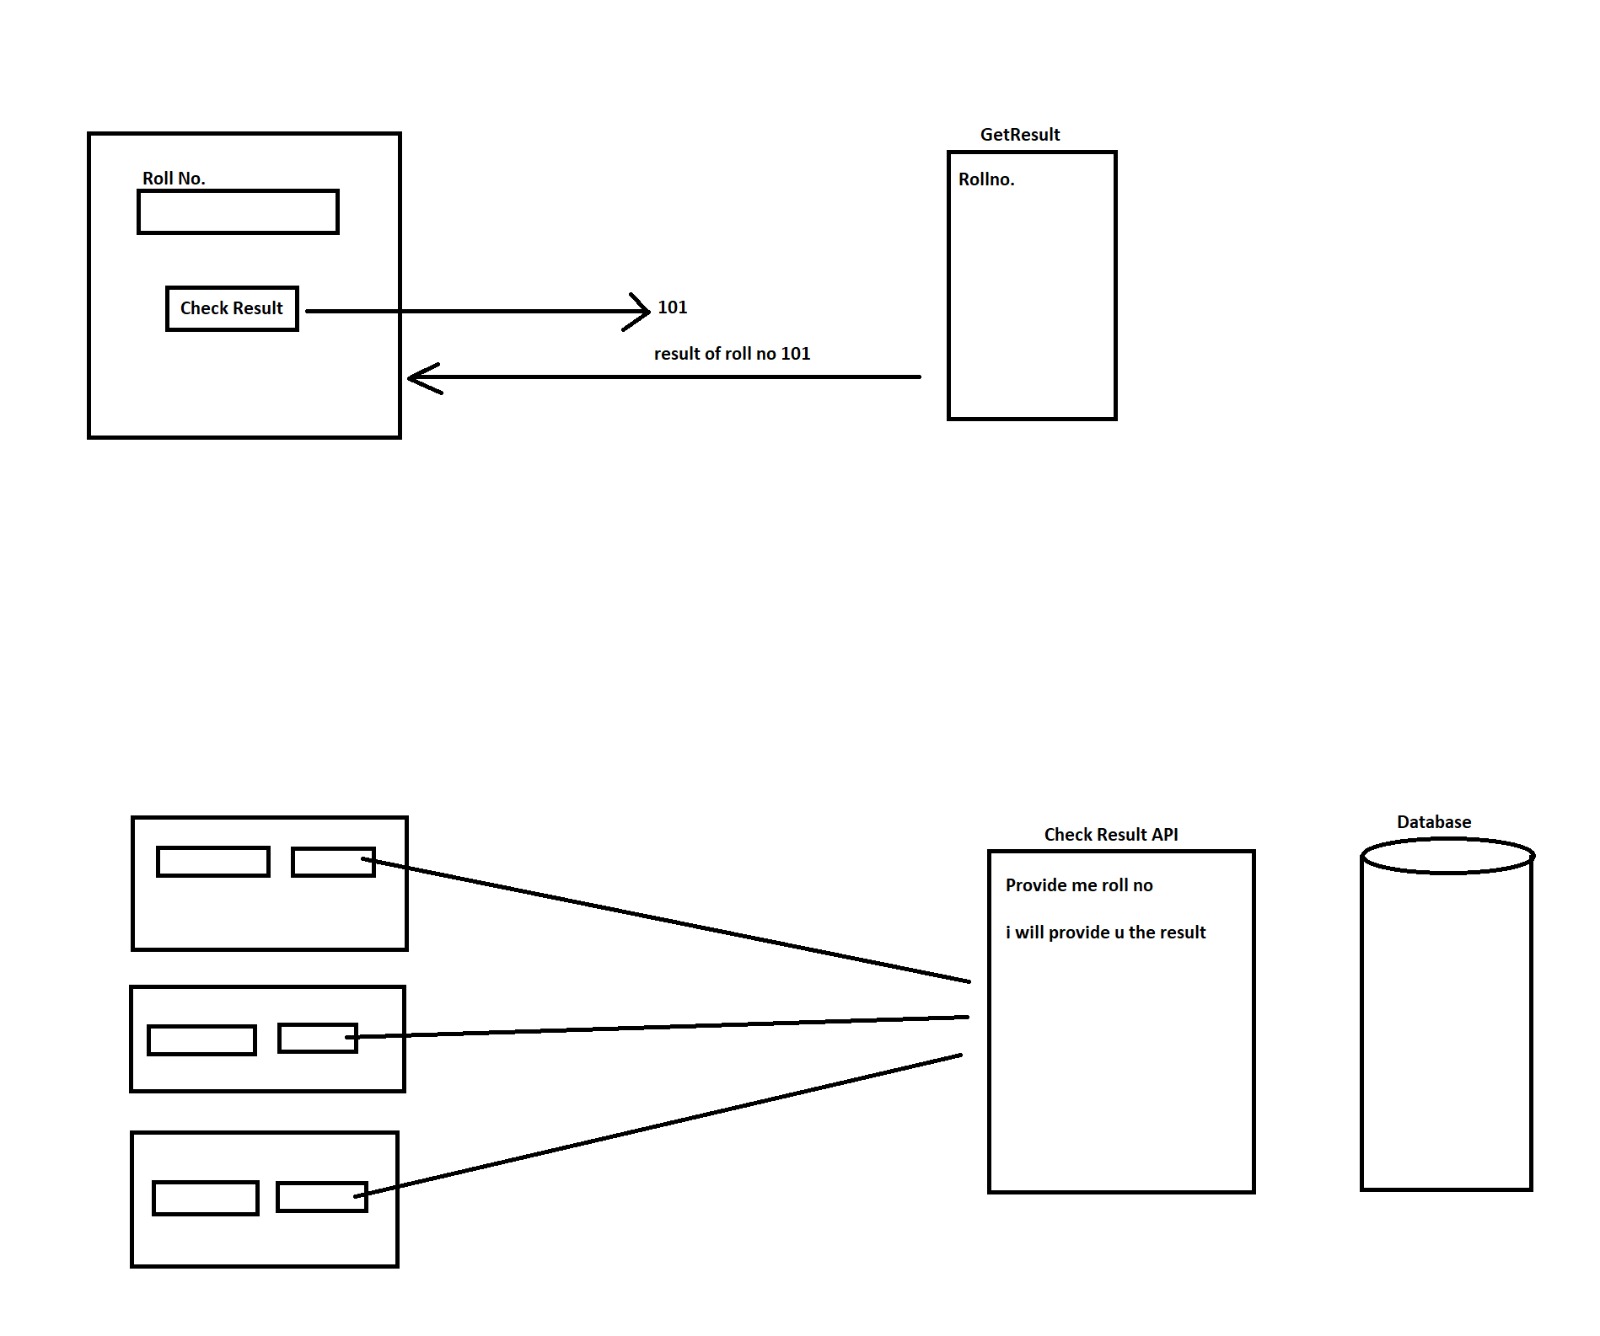 GetResult
Roll No.
Rollno.
Check Result
101
result of roll no 101
Database
Check Result API
Provide me roll no
i will provide u the result